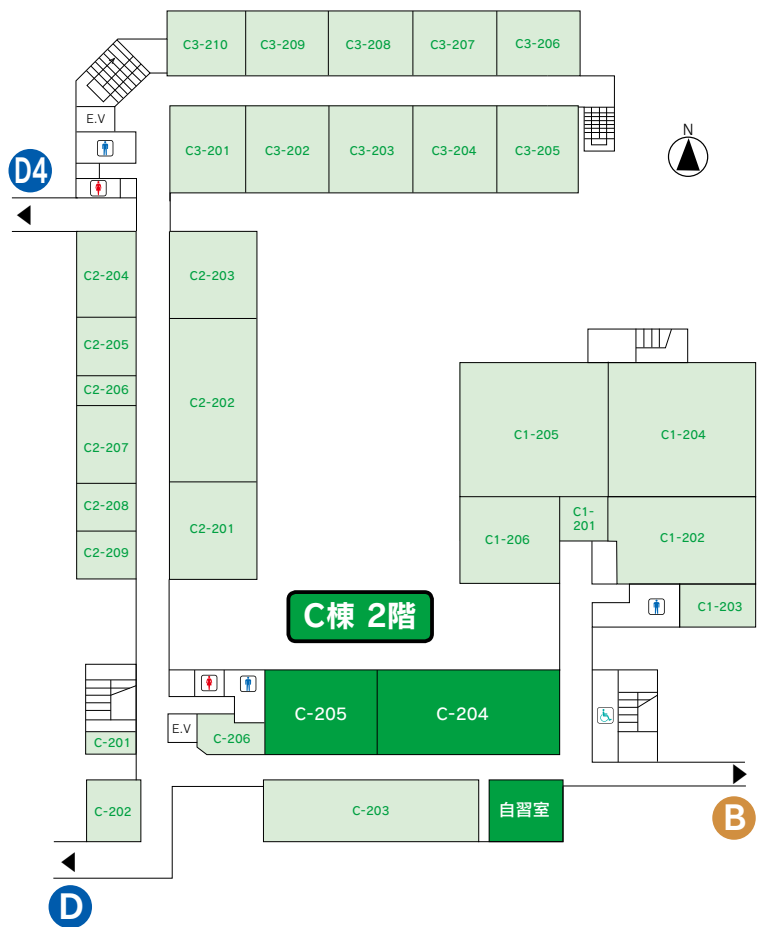 C3-210
C3-209
C3-208
C3-207
C3-206
E.V
C3-201
C3-202
C3-203
C3-204
C3-205
N
D4
C2-204
C2-203
C2-205
C2-206
C2-202
C2-207
C2-208
C2-201
C2-209
C1-205
C1-204
C1-206
C1-
201
C1-202
C1-203
C棟 2階
C-205
C-204
E.V
C-206
C-201
C-202
C-203
自習室
B
D